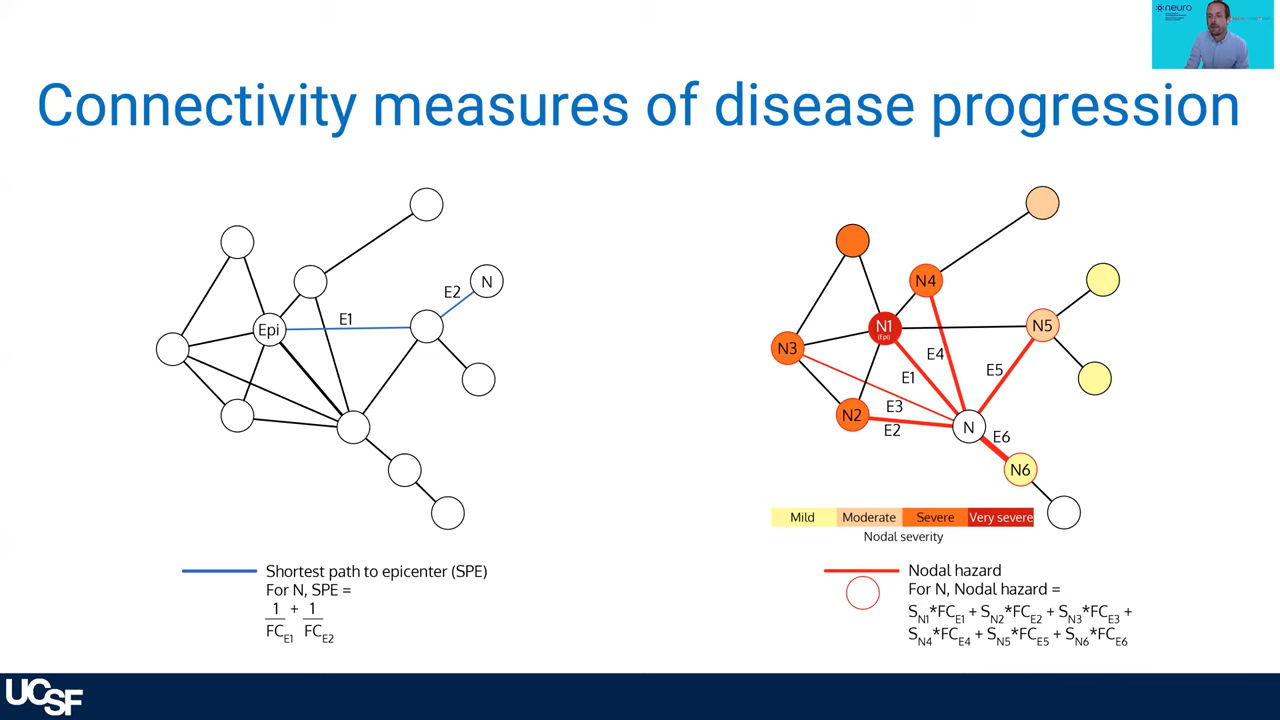 neuro
Connectivity measures of disease progression
N
E2
E1
Epi
Shortest path to epicenter (SPE)
For N, SPE =
1 + 1
FCE1 FCE2
N4
N1
(Epi)
N5
N3
E4
E5
E1
E3
N2
E2
N
E6
N6
Mild Moderate Severe Very severe
Nodal severity
Nodal hazard
For N, Nodal hazard =
SN1*FCE1 + SN2*FCE2 + SN3*FCE3 +
SN4*FCE4 + SN5*FCE5 + SN6*FCE6
UCSF